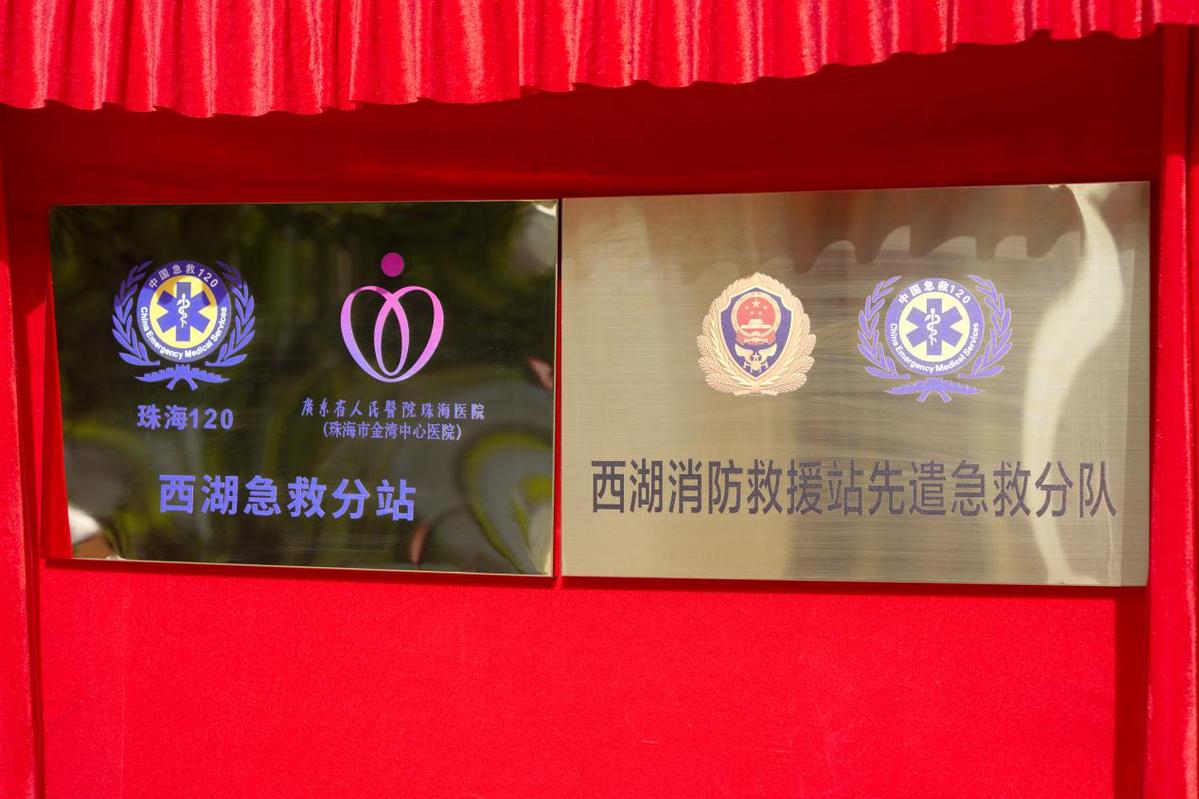 中国急救120
China Emergency Medical Services
珠海120
廣东省人民醫院珠海医院
(珠海市金湾中心医院)
西湖急救分站
中国急救120
China Emergency Medical Services
西湖消防救援站先遣急救分队